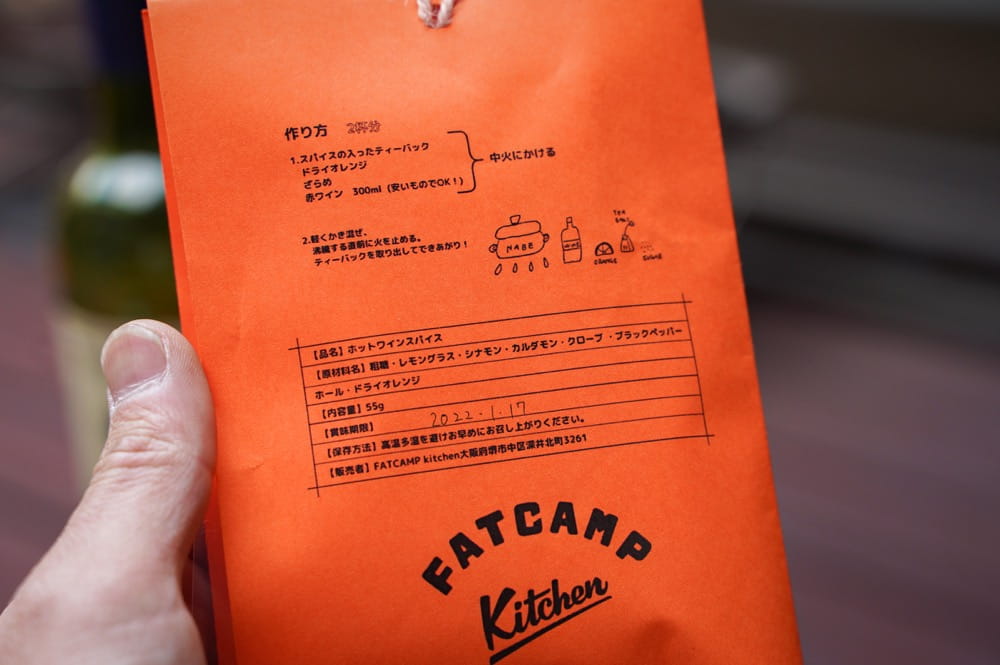 作り方 2杯分
1.スパイスの入ったティーバック
ドライオレンジ
ざらめ
赤ワイン 300ml（安いものでOK！）
中火にかける
2.軽くかき混ぜ、
沸騰する直前に火を止める。
ティーバックを取り出してできあがり！
NABE
WINE
ORANGE
TEA
BAG
SUGAR
【品名】ホットワインスパイス
【原材料名】粗糖・レモングラス・シナモン・カルダモン・クローブ・ブラックペッパー
ホール・ドライオレンジ
【内容量】55g
【賞味期限】 2022.1.17
【保存方法】高温多湿を避けお早めにお召し上がりください。
【販売者】FATCAMP kitchen大阪府堺市中区深井北町3261
FATCAMP
Kitchen